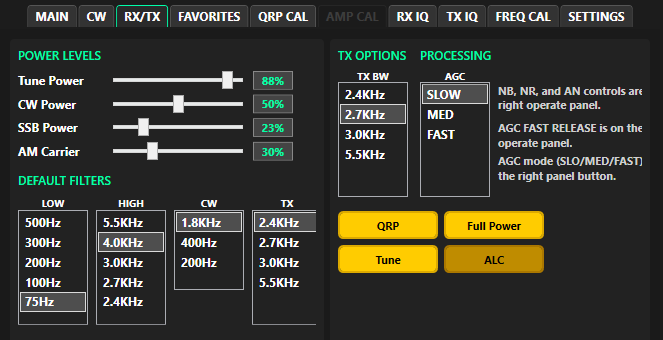 MAIN CW RX/TX FAVORITES QRP CAL AMP CAL RX IQ TX IQ FREQ CAL SETTINGS
POWER LEVELS
Tune Power 88%
CW Power 50%
SSB Power 23%
AM Carrier 30%
DEFAULT FILTERS
LOW HIGH CW TX
500Hz 5.5KHz 1.8KHz 2.4KHz
300Hz 4.0KHz 400Hz 2.7KHz
200Hz 3.0KHz 200Hz 3.0KHz
100Hz 2.7KHz 5.5KHz
75Hz 2.4KHz
TX OPTIONS PROCESSING
TX BW AGC
2.4KHz SLOW
2.7KHz MED
3.0KHz FAST
5.5KHz
NB, NR, and AN controls are
right operate panel.
AGC FAST RELEASE is on the
operate panel.
AGC mode (SLO/MED/FAST)
the right panel button.
QRP Full Power
Tune ALC